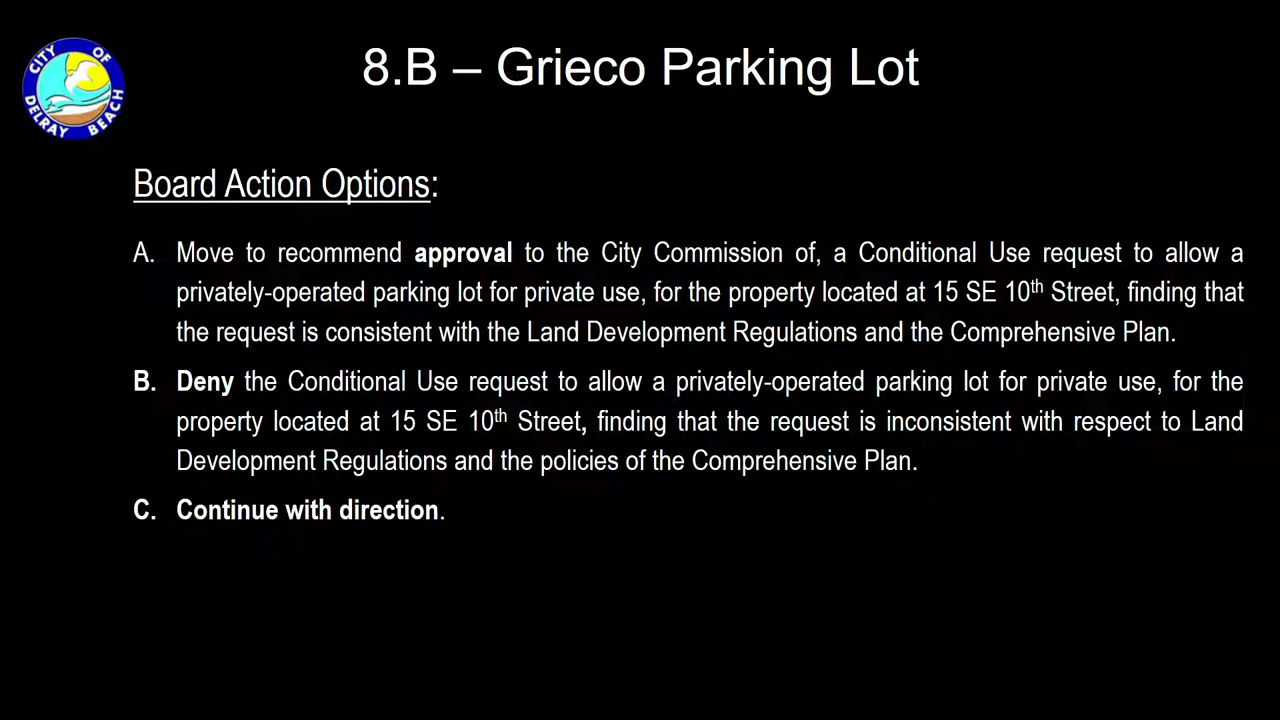 CITY OF
DELRAY BEACH
8.B – Grieco Parking Lot
Board Action Options:
A. Move to recommend approval to the City Commission of, a Conditional Use request to allow a
privately-operated parking lot for private use, for the property located at 15 SE 10th Street, finding that
the request is consistent with the Land Development Regulations and the Comprehensive Plan.
B. Deny the Conditional Use request to allow a privately-operated parking lot for private use, for the
property located at 15 SE 10th Street, finding that the request is inconsistent with respect to Land
Development Regulations and the policies of the Comprehensive Plan.
C. Continue with direction.